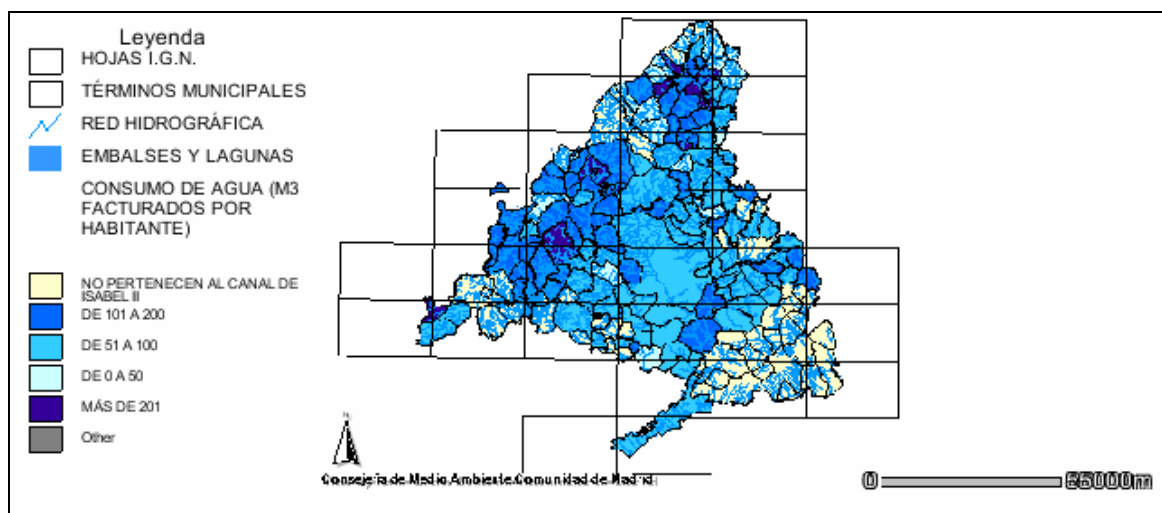 Leyenda
HOJAS I.G.N.
TÉRMINOS MUNICIPALES
RED HIDROGRÁFICA
EMBALSES Y LAGUNAS
CONSUMO DE AGUA (M3
FACTURADOS POR
HABITANTE)
NO PERTENECEN AL CANAL DE
ISABEL II
DE 101 A 200
DE 51 A 100
DE 0 A 50
MÁS DE 201
Other
N
Consejería de Medio Ambiente.Comunidad de Madrid
0